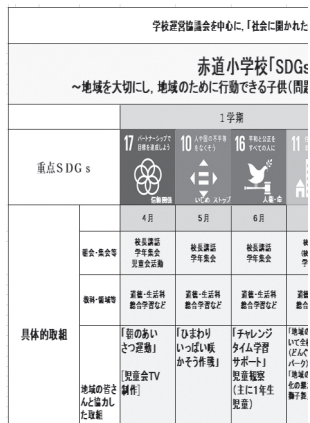 学校運営協議会を中心に、「社会に開かれた
赤道小学校「SDGs
～地域を大切にし，地域のために行動できる子供(問題
1学期
重点SDGs
17 パートナーシップで目標を達成しよう
10 人や国の不平等をなくそう
16 平和と公正をすべての人に
11
いじめ ストップ
4月
5月
6月
朝会・集会等
校長講話
学年集会
児童会活動
校長講話
学年集会
校長講話
学年集会
教科・領域等
道徳・生活科
総合学習など
道徳・生活科
総合学習など
道徳・生活科
総合学習など
具体的取組
地域の皆さ
んと協力し
た取組
「朝のあい
さつ運動」
[児童会TV
制作]
「ひまわり
いっぱい咲
かそう作戦」
「チャレンジ
タイム学習
サポート」
児童観察
(主に1年生
児童)